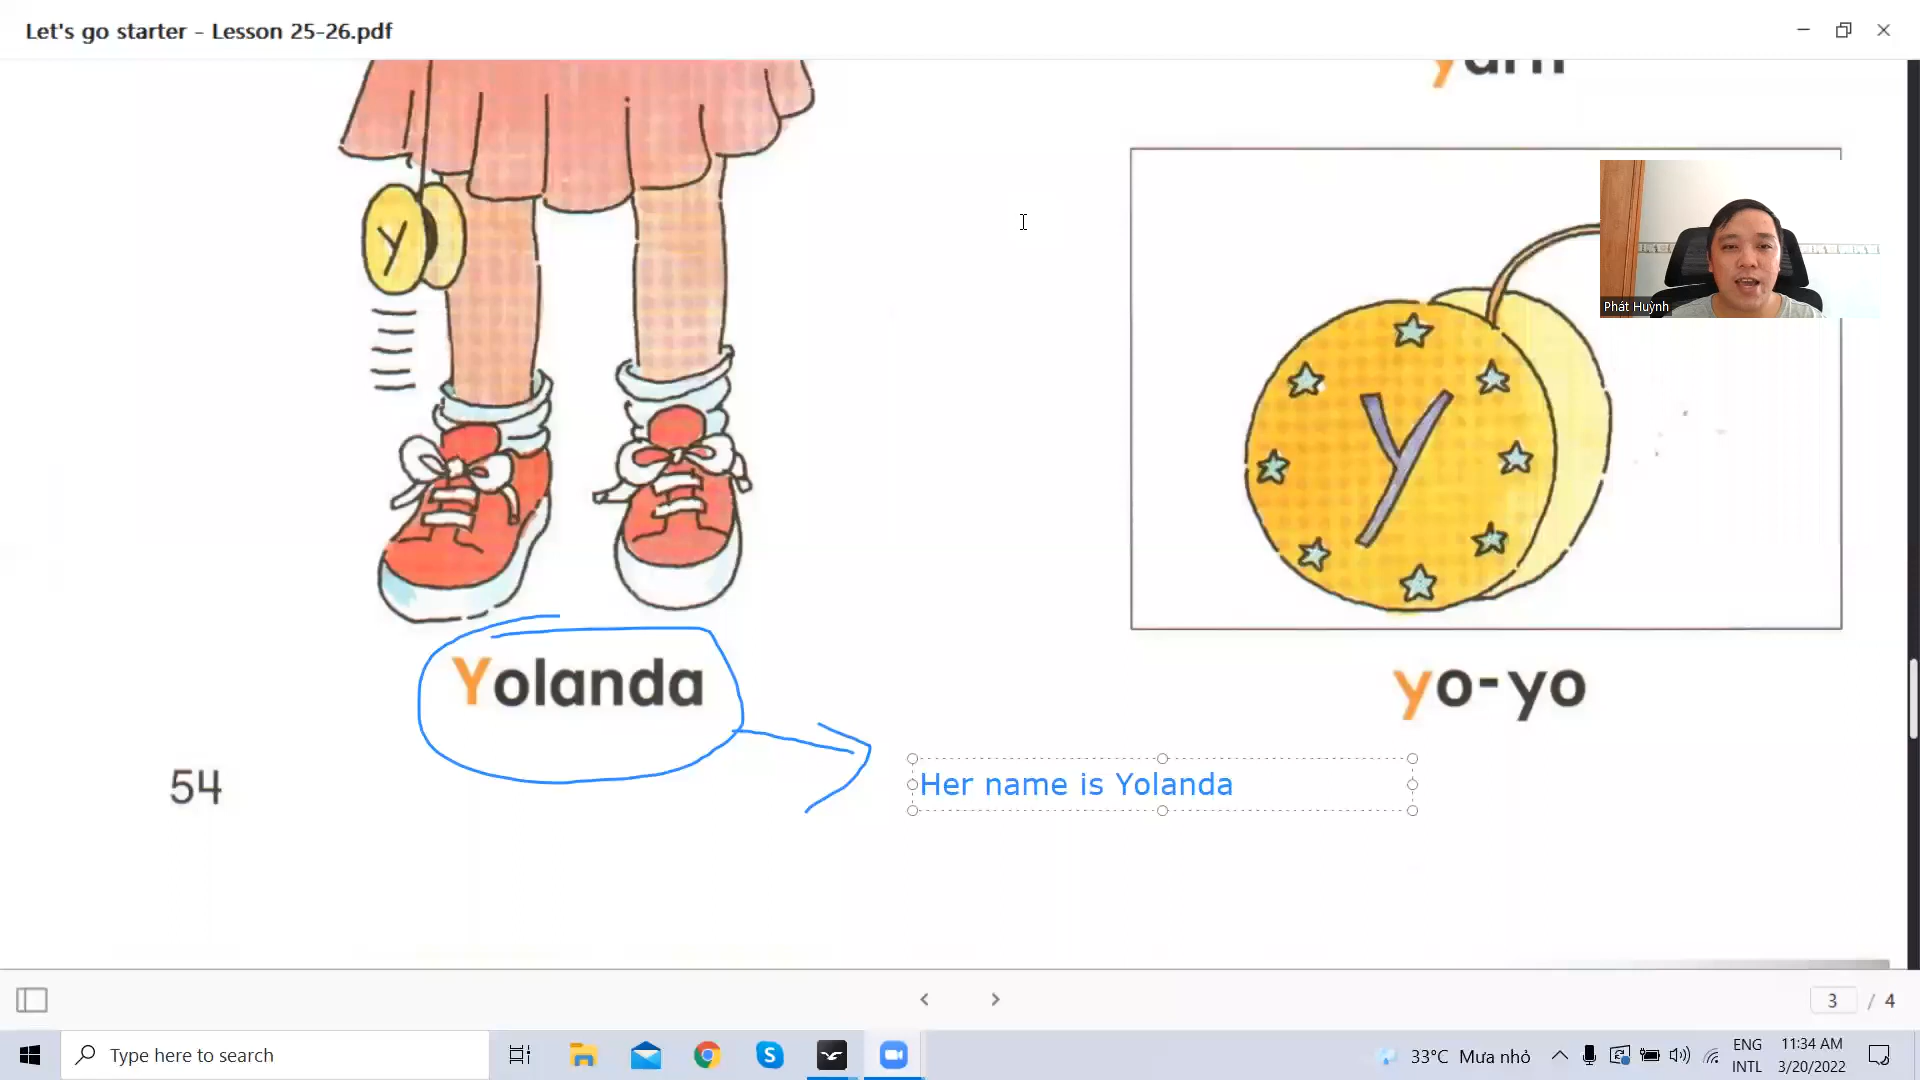 Let's go starter - Lesson 25-26.pdf
yarn
y
Phát Huỳnh
Y
Yolanda
yo-yo
54
Her name is Yolanda
3 / 4
Type here to search
33°C Mưa nhỏ
ENG
INTL
11:34 AM
3/20/2022